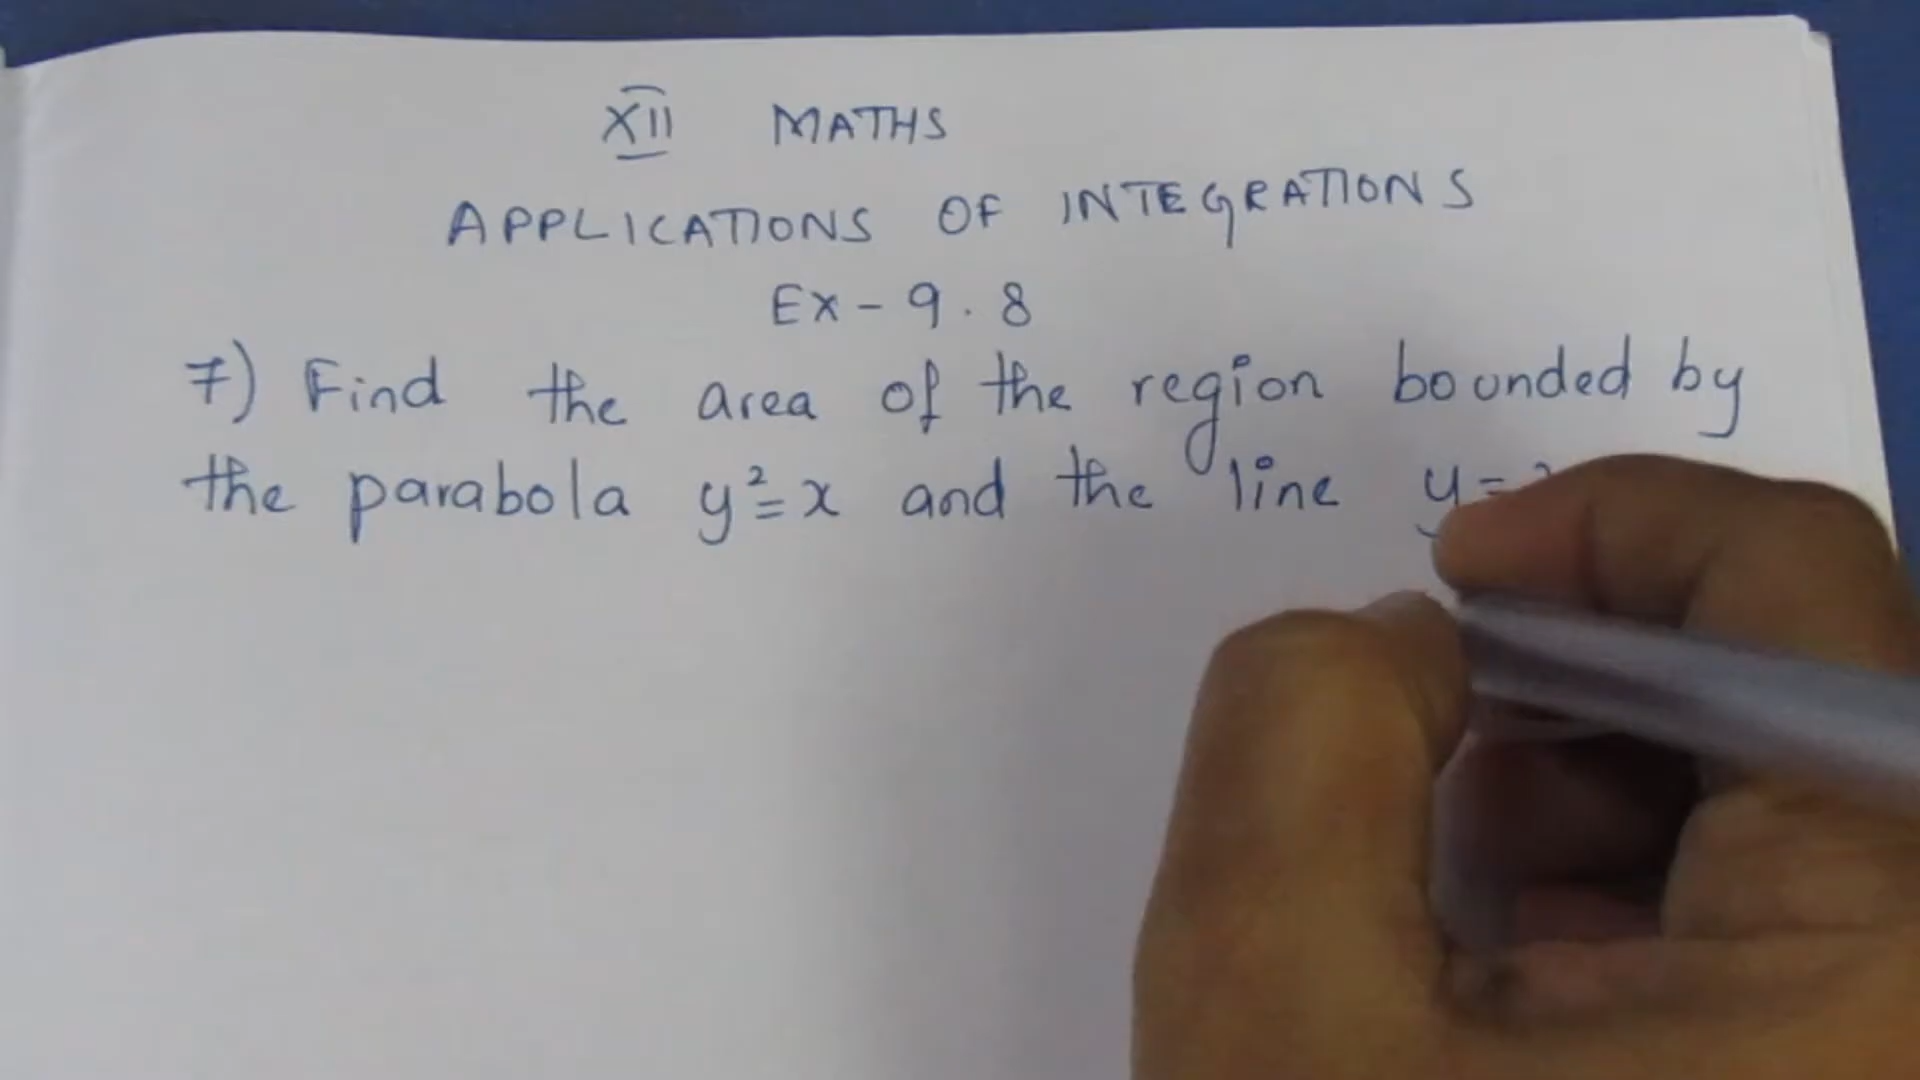 XII MATHS
APPLICATIONS OF INTEGRATIONS
Ex - 9.8
7) Find the area of the region bounded by
the parabola y²=x and the line y=